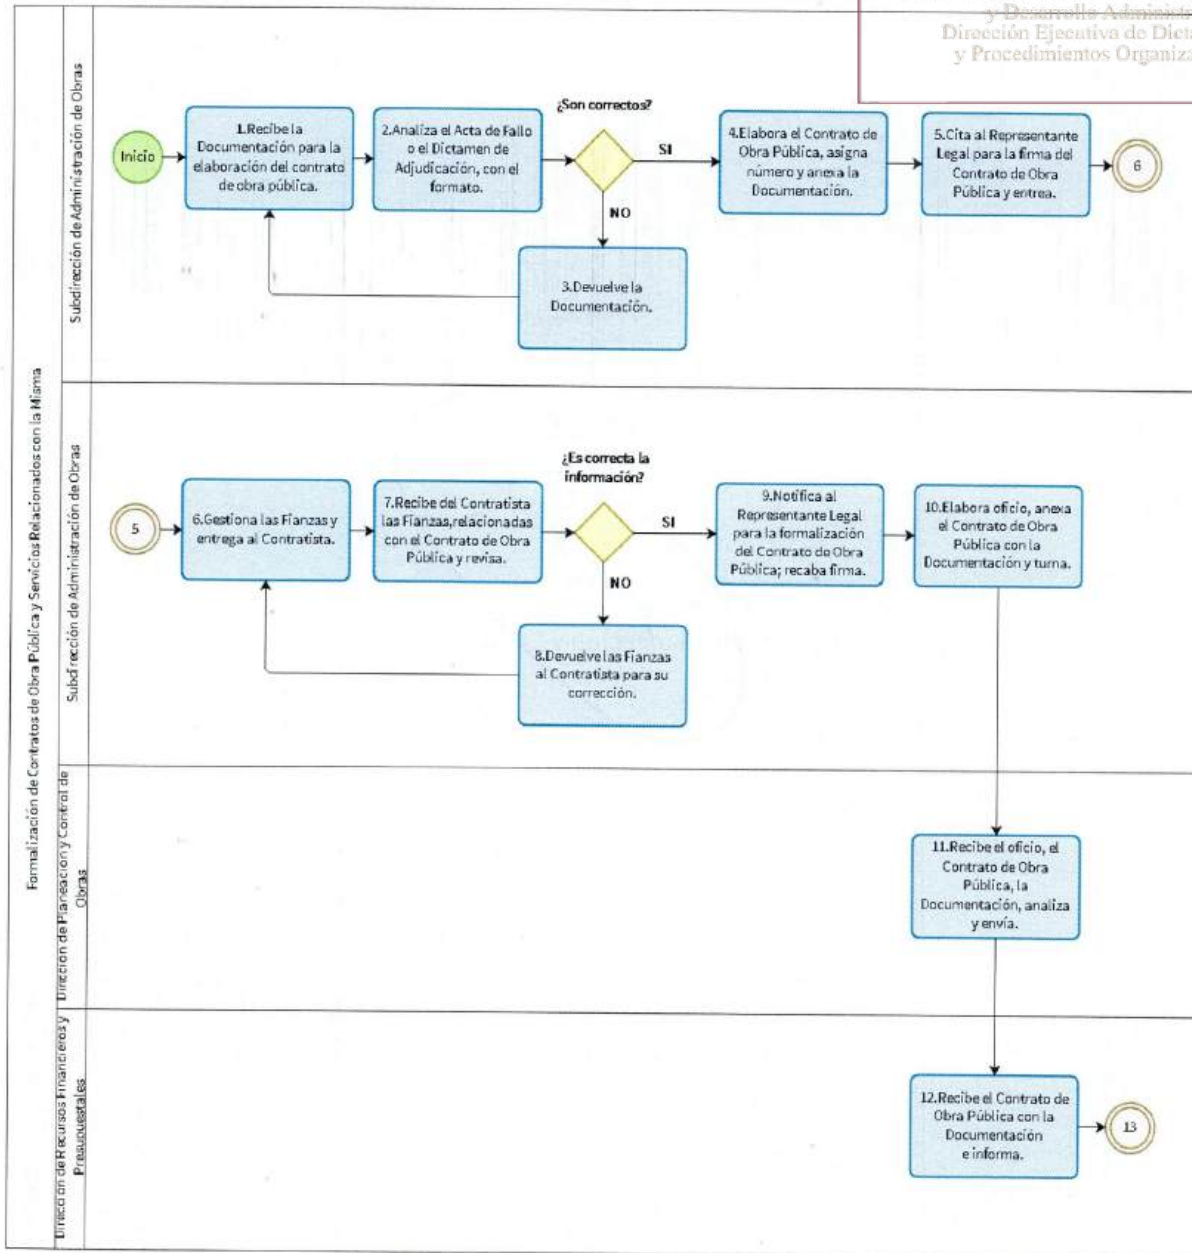 y Desarrollo Administ
Dirección Ejecutiva de Dicta
y Procedimientos Organiza
Formalización de Contratos de Obra Pública y Servicios Relacionados con la Misma
Subdirección de Administración de Obras
Inicio
1.Recibe la
Documentación para la
elaboración del contrato
de obra pública.
2.Analiza el Acta de Fallo
o el Dictamen de
Adjudicación, con el
formato.
¿Son correctos?
SI
NO
3.Devuelve la
Documentación.
4.Elabora el Contrato de
Obra Pública, asigna
número y anexa la
Documentación.
5.Cita al Representante
Legal para la firma del
Contrato de Obra
Pública y entrea.
6
Subdirección de Administración de Obras
5
6.Gestiona las Fianzas y
entrega al Contratista.
7.Recibe del Contratista
las Fianzas,relacionadas
con el Contrato de Obra
Pública y revisa.
¿Es correcta la
información?
SI
NO
8.Devuelve las Fianzas
al Contratista para su
corrección.
9.Notifica al
Representante Legal
para la formalización
del Contrato de Obra
Pública; recaba firma.
10.Elabora oficio, anexa
el Contrato de Obra
Pública con la
Documentación y turna.
Dirección de Planeación y Control de
Obras
11.Recibe el oficio, el
Contrato de Obra
Pública, la
Documentación, analiza
y envía.
Dirección de Recursos Financieros y
Presupuestales
12.Recibe el Contrato de
Obra Pública con la
Documentación
e informa.
13